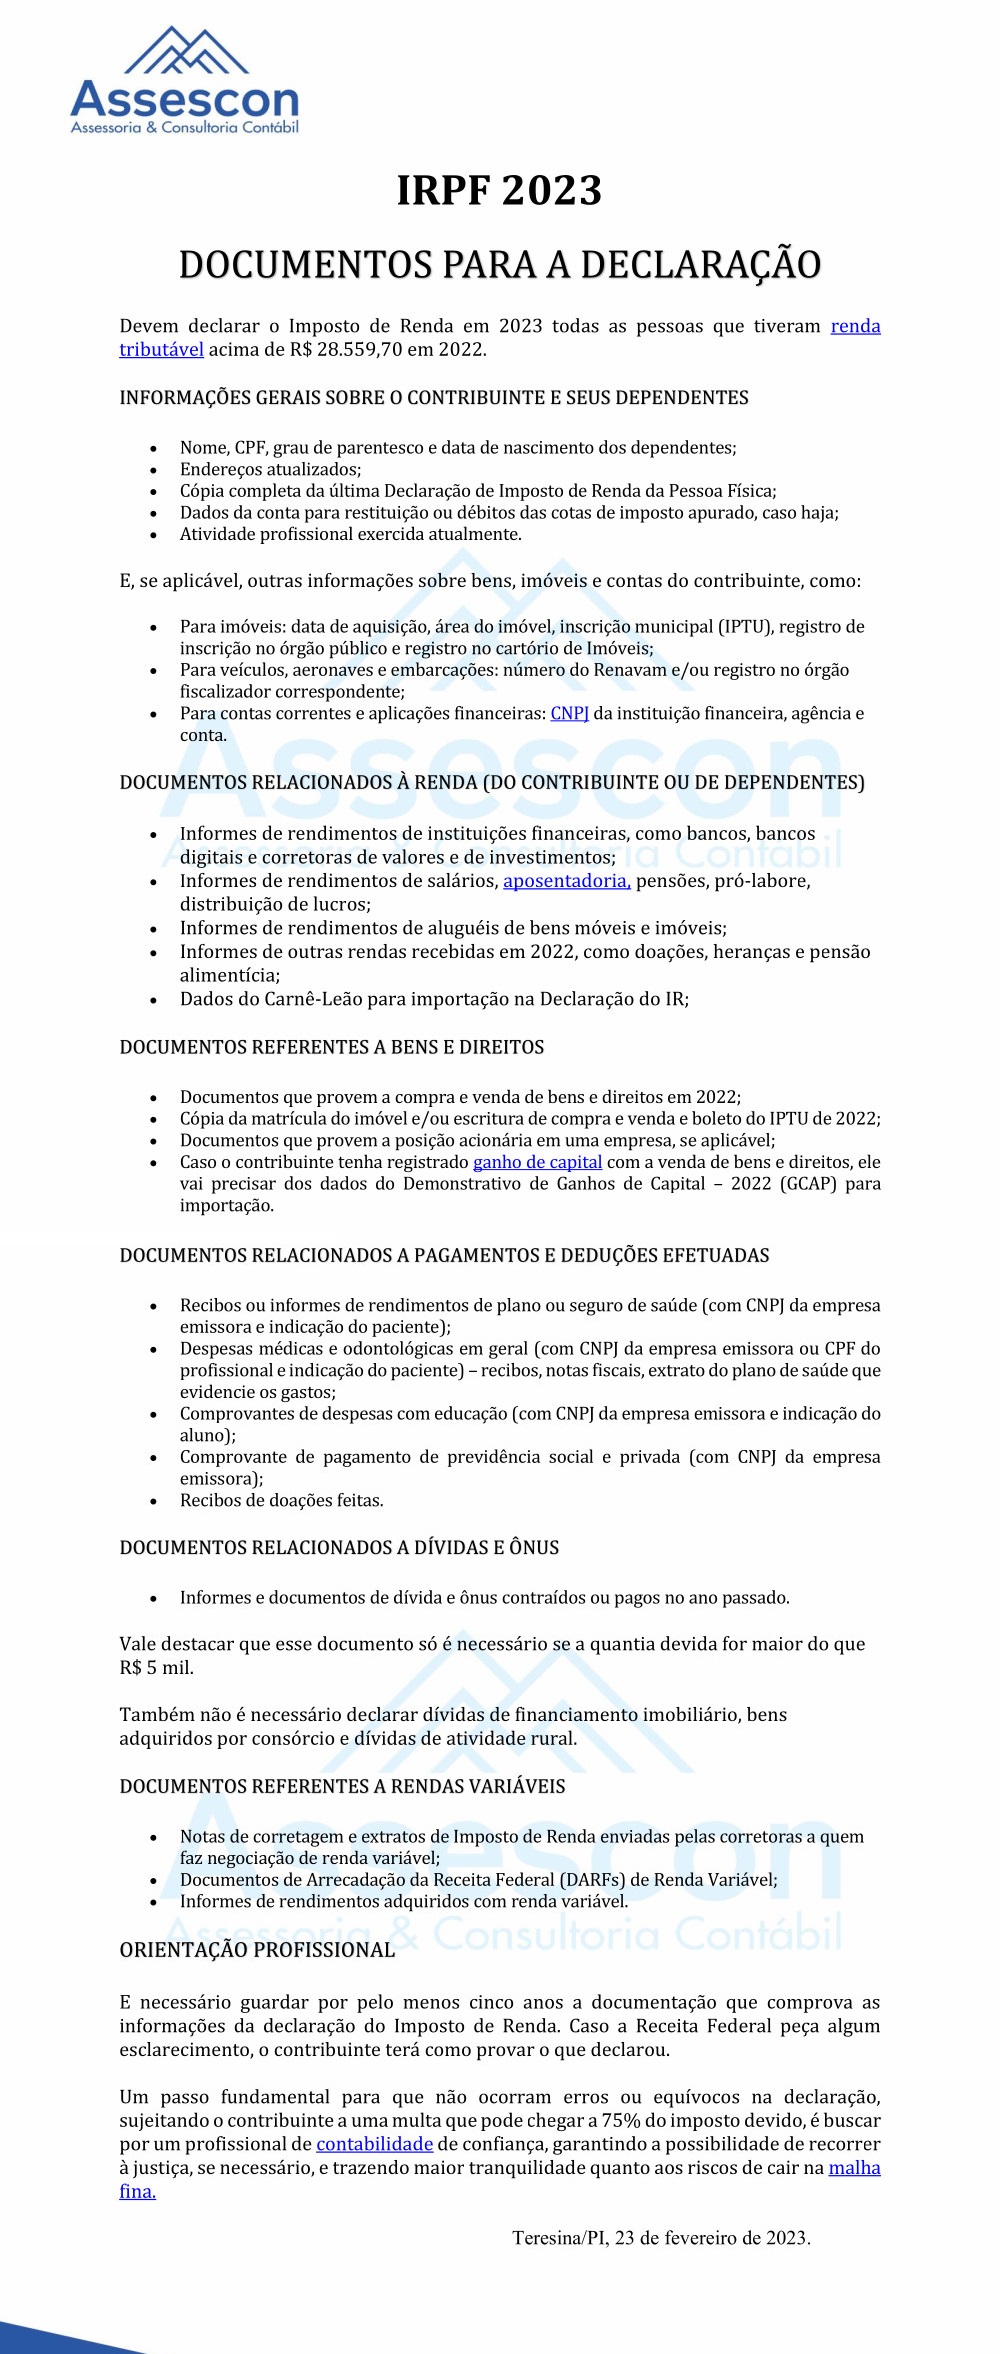 Assescon
Assessoria & Consultoria Contábil
IRPF 2023
DOCUMENTOS PARA A DECLARAÇÃO
Devem declarar o Imposto de Renda em 2023 todas as pessoas que tiveram renda
tributável acima de R$ 28.559,70 em 2022.
INFORMAÇÕES GERAIS SOBRE O CONTRIBUINTE E SEUS DEPENDENTES
• Nome, CPF, grau de parentesco e data de nascimento dos dependentes;
• Endereços atualizados;
• Cópia completa da última Declaração de Imposto de Renda da Pessoa Física;
• Dados da conta para restituição ou débitos das cotas de imposto apurado, caso haja;
• Atividade profissional exercida atualmente.
E, se aplicável, outras informações sobre bens, imóveis e contas do contribuinte, como:
• Para imóveis: data de aquisição, área do imóvel, inscrição municipal (IPTU), registro de
inscrição no órgão público e registro no cartório de Imóveis;
• Para veículos, aeronaves e embarcações: número do Renavam e/ou registro no órgão
fiscalizador correspondente;
• Para contas correntes e aplicações financeiras: CNPJ da instituição financeira, agência e
conta.
Assescon
DOCUMENTOS RELACIONADOS À RENDA (DO CONTRIBUINTE OU DE DEPENDENTES)
• Informes de rendimentos de instituições financeiras, como bancos, bancos
digitais e corretoras de valores e de investimentos;
Assessoria & Consultoria Contábil
• Informes de rendimentos de salários, aposentadoria, pensões, pró-labore,
distribuição de lucros;
• Informes de rendimentos de aluguéis de bens móveis e imóveis;
• Informes de outras rendas recebidas em 2022, como doações, heranças e pensão
alimentícia;
• Dados do Carnê-Leão para importação na Declaração do IR;
DOCUMENTOS REFERENTES A BENS E DIREITOS
• Documentos que provem a compra e venda de bens e direitos em 2022;
• Cópia da matrícula do imóvel e/ou escritura de compra e venda e boleto do IPTU de 2022;
• Documentos que provem a posição acionária em uma empresa, se aplicável;
• Caso o contribuinte tenha registrado ganho de capital com a venda de bens e direitos, ele
vai precisar dos dados do Demonstrativo de Ganhos de Capital – 2022 (GCAP) para
importação.
DOCUMENTOS RELACIONADOS A PAGAMENTOS E DEDUÇÕES EFETUADAS
• Recibos ou informes de rendimentos de plano ou seguro de saúde (com CNPJ da empresa
emissora e indicação do paciente);
• Despesas médicas e odontológicas em geral (com CNPJ da empresa emissora ou CPF do
profissional e indicação do paciente) – recibos, notas fiscais, extrato do plano de saúde que
evidencie os gastos;
• Comprovantes de despesas com educação (com CNPJ da empresa emissora e indicação do
aluno);
• Comprovante de pagamento de previdência social e privada (com CNPJ da empresa
emissora);
• Recibos de doações feitas.
DOCUMENTOS RELACIONADOS A DÍVIDAS E ÔNUS
• Informes e documentos de dívida e ônus contraídos ou pagos no ano passado.
Vale destacar que esse documento só é necessário se a quantia devida for maior do que
R$ 5 mil.
Também não é necessário declarar dívidas de financiamento imobiliário, bens
adquiridos por consórcio e dívidas de atividade rural.
DOCUMENTOS REFERENTES A RENDAS VARIÁVEIS
• Notas de corretagem e extratos de Imposto de Renda enviadas pelas corretoras a quem
faz negociação de renda variável;
Assescon
• Documentos de Arrecadação da Receita Federal (DARFs) de Renda Variável;
• Informes de rendimentos adquiridos com renda variável.
Assessoria & Consultoria Contábil
ORIENTAÇÃO PROFISSIONAL
E necessário guardar por pelo menos cinco anos a documentação que comprova as
informações da declaração do Imposto de Renda. Caso a Receita Federal peça algum
esclarecimento, o contribuinte terá como provar o que declarou.
Um passo fundamental para que não ocorram erros ou equívocos na declaração,
sujeitando o contribuinte a uma multa que pode chegar a 75% do imposto devido, é buscar
por um profissional de contabilidade de confiança, garantindo a possibilidade de recorrer
à justiça, se necessário, e trazendo maior tranquilidade quanto aos riscos de cair na malha
fina.
Teresina/PI, 23 de fevereiro de 2023.